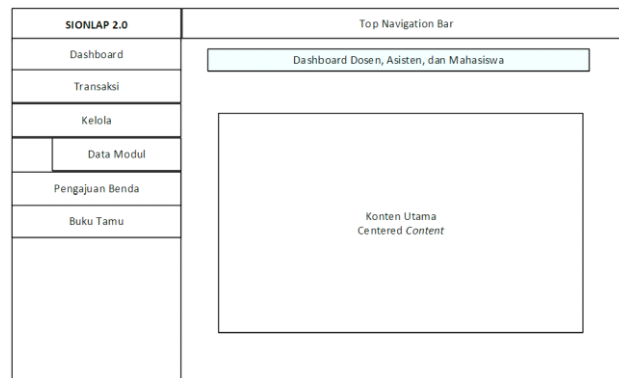 SIONLAP 2.0
Top Navigation Bar
Dashboard
Dashboard Dosen, Asisten, dan Mahasiswa
Transaksi
Kelola
Data Modul
Pengajuan Benda
Buku Tamu
Konten Utama
Centered Content